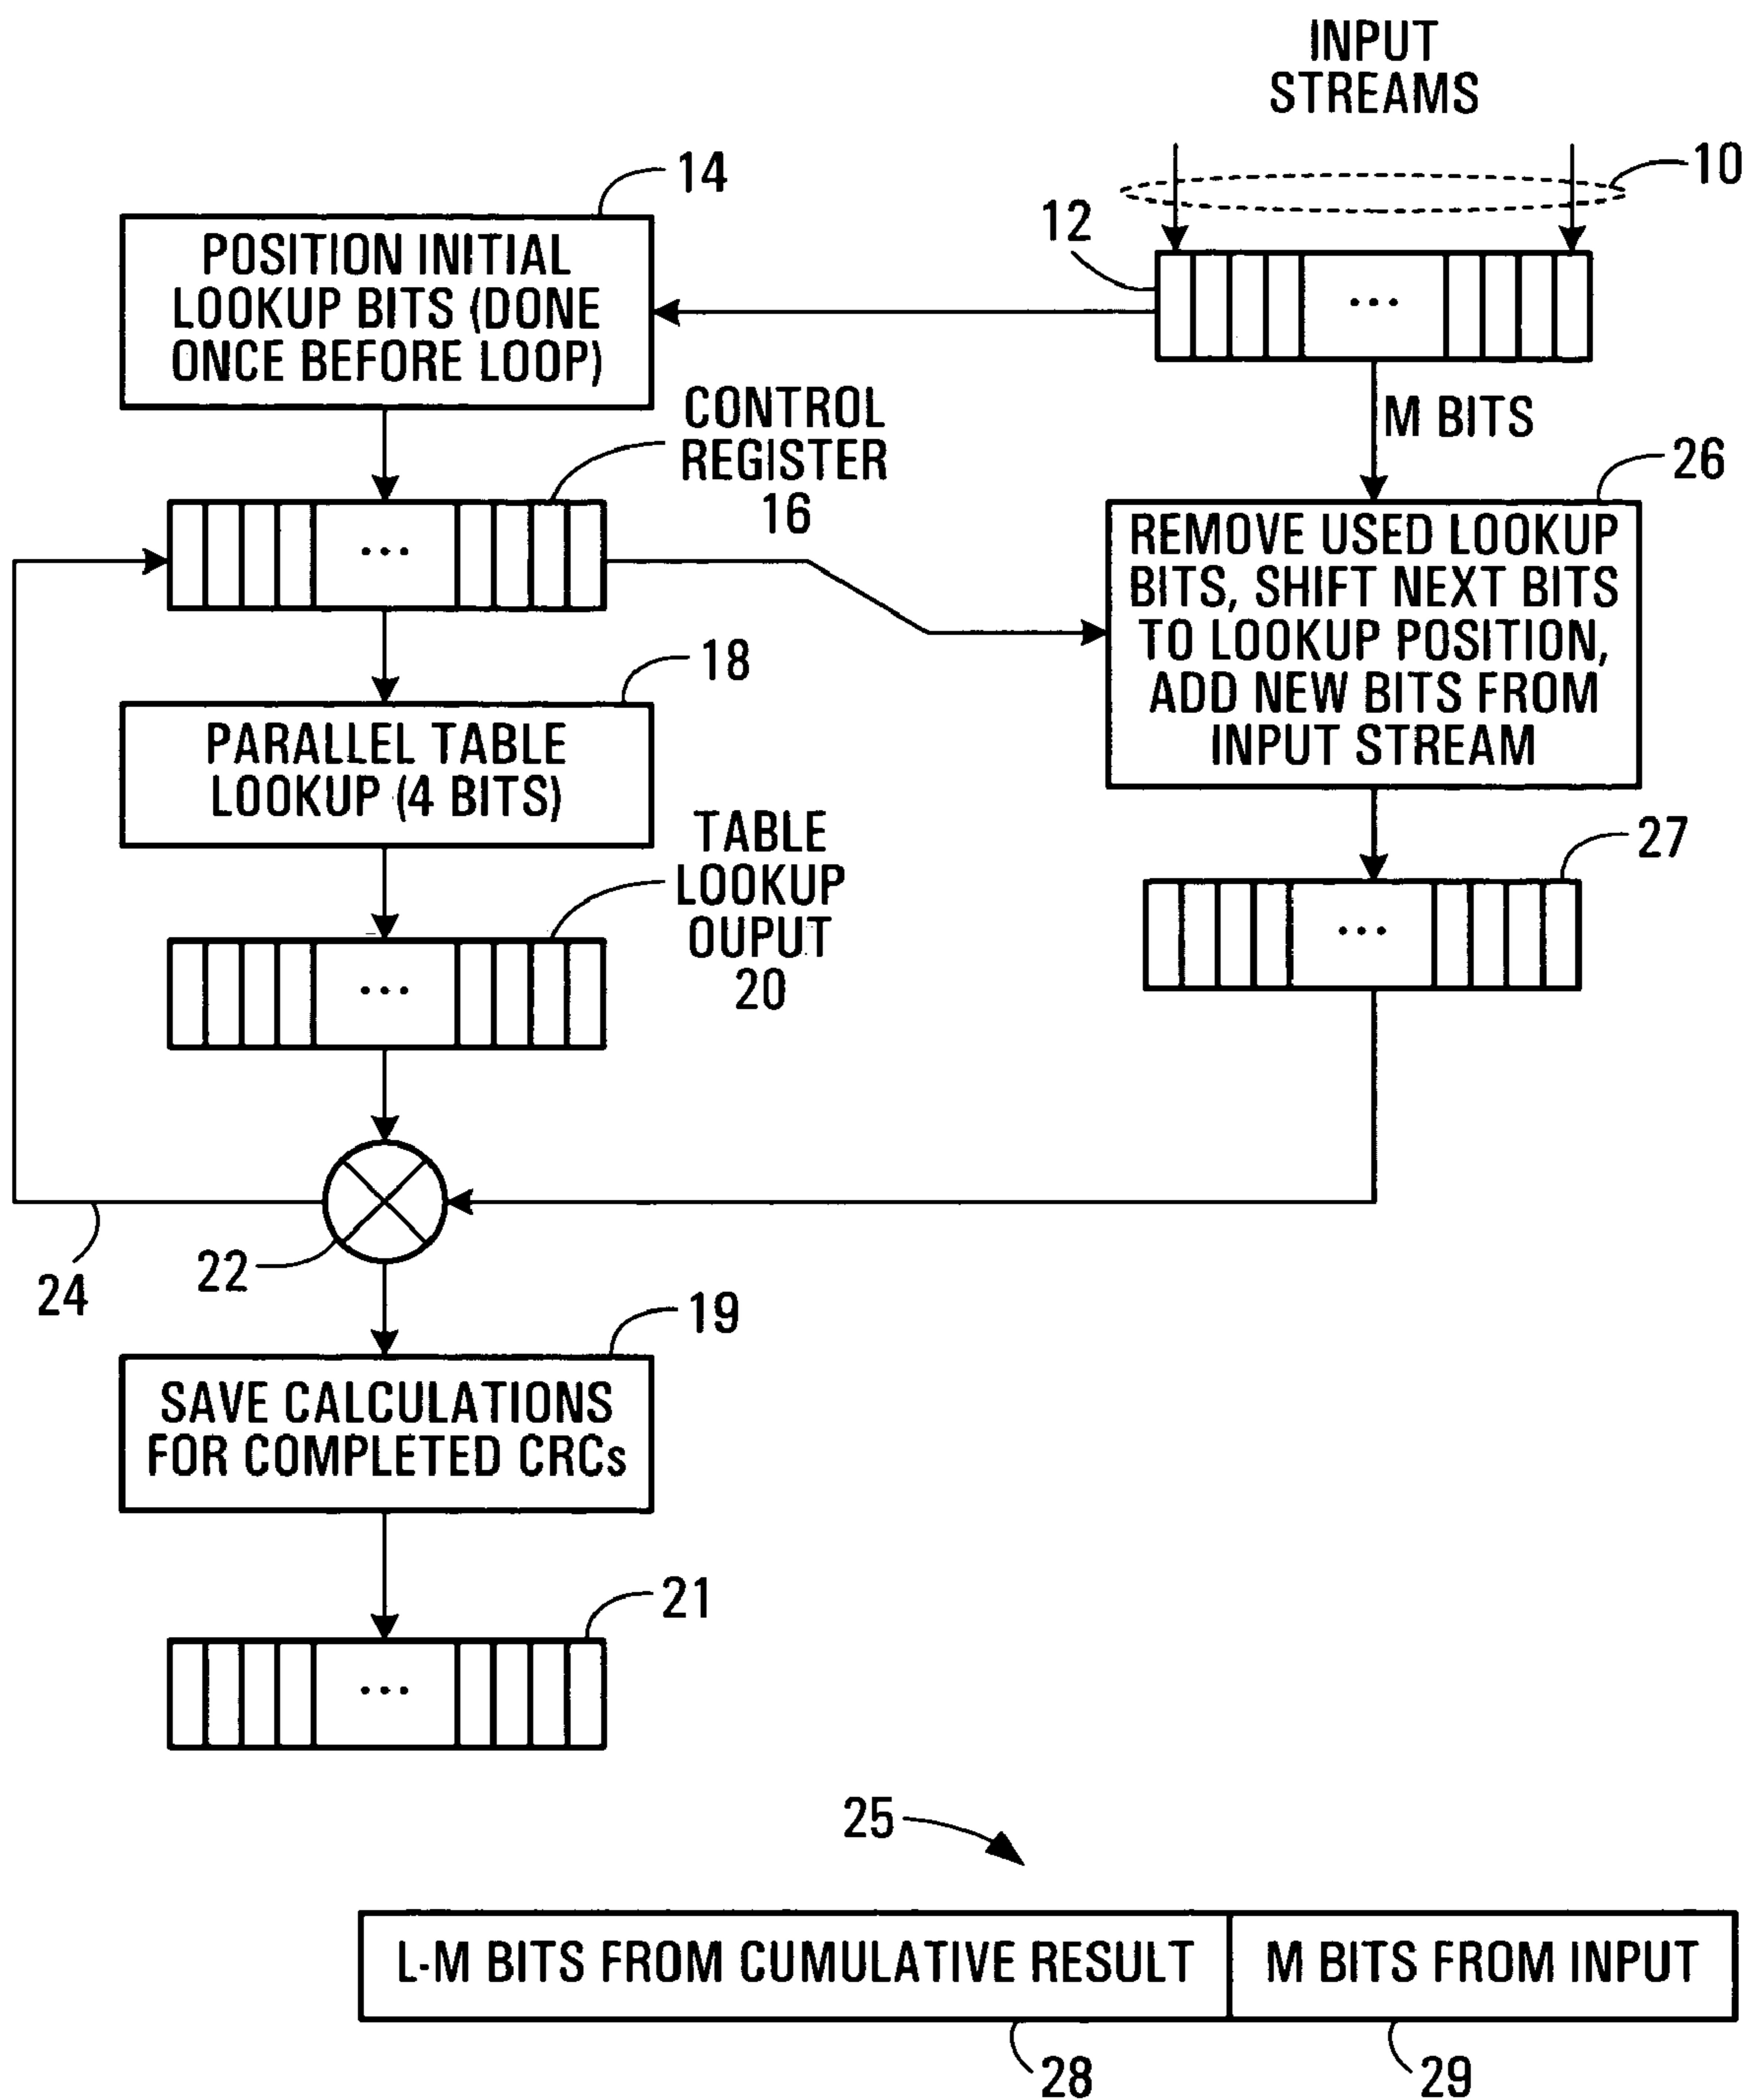 INPUT
STREAMS
10
12
14
POSITION INITIAL
LOOKUP BITS (DONE
ONCE BEFORE LOOP)
M BITS
CONTROL
REGISTER
16
26
REMOVE USED LOOKUP
BITS, SHIFT NEXT BITS
TO LOOKUP POSITION,
ADD NEW BITS FROM
INPUT STREAM
18
PARALLEL TABLE
LOOKUP (4 BITS)
TABLE
LOOKUP
OUPUT
20
27
...
...
...
...
24
22
19
SAVE CALCULATIONS
FOR COMPLETED CRCs
21
...
25
L-M BITS FROM CUMULATIVE RESULT
M BITS FROM INPUT
28
29